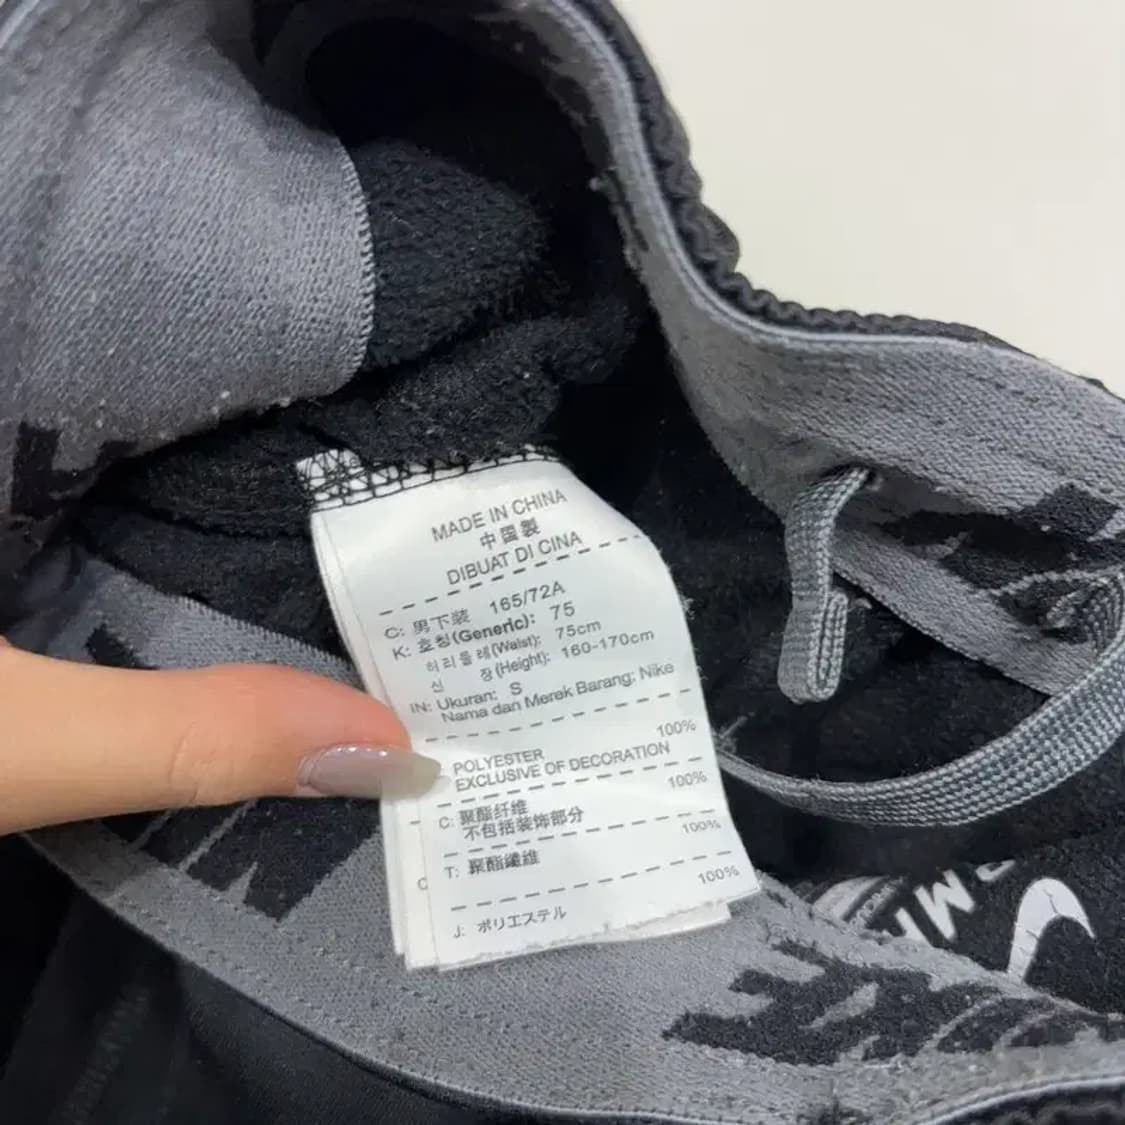 MADE IN CHINA
中国製
DIBUAT DI CINA
C: 男下装 165/72A
K: 호칭(Generic): 75
허리둘레(Waist): 75cm
신 장(Height): 160-170cm
IN: Ukuran: S
Nama dan Merek Barang: Nike
100%
POLYESTER
EXCLUSIVE OF DECORATION
100%
C: 聚酯纤维
不包括装饰部分
100%
T: 聚酯纖維
100%
J: ポリエステル